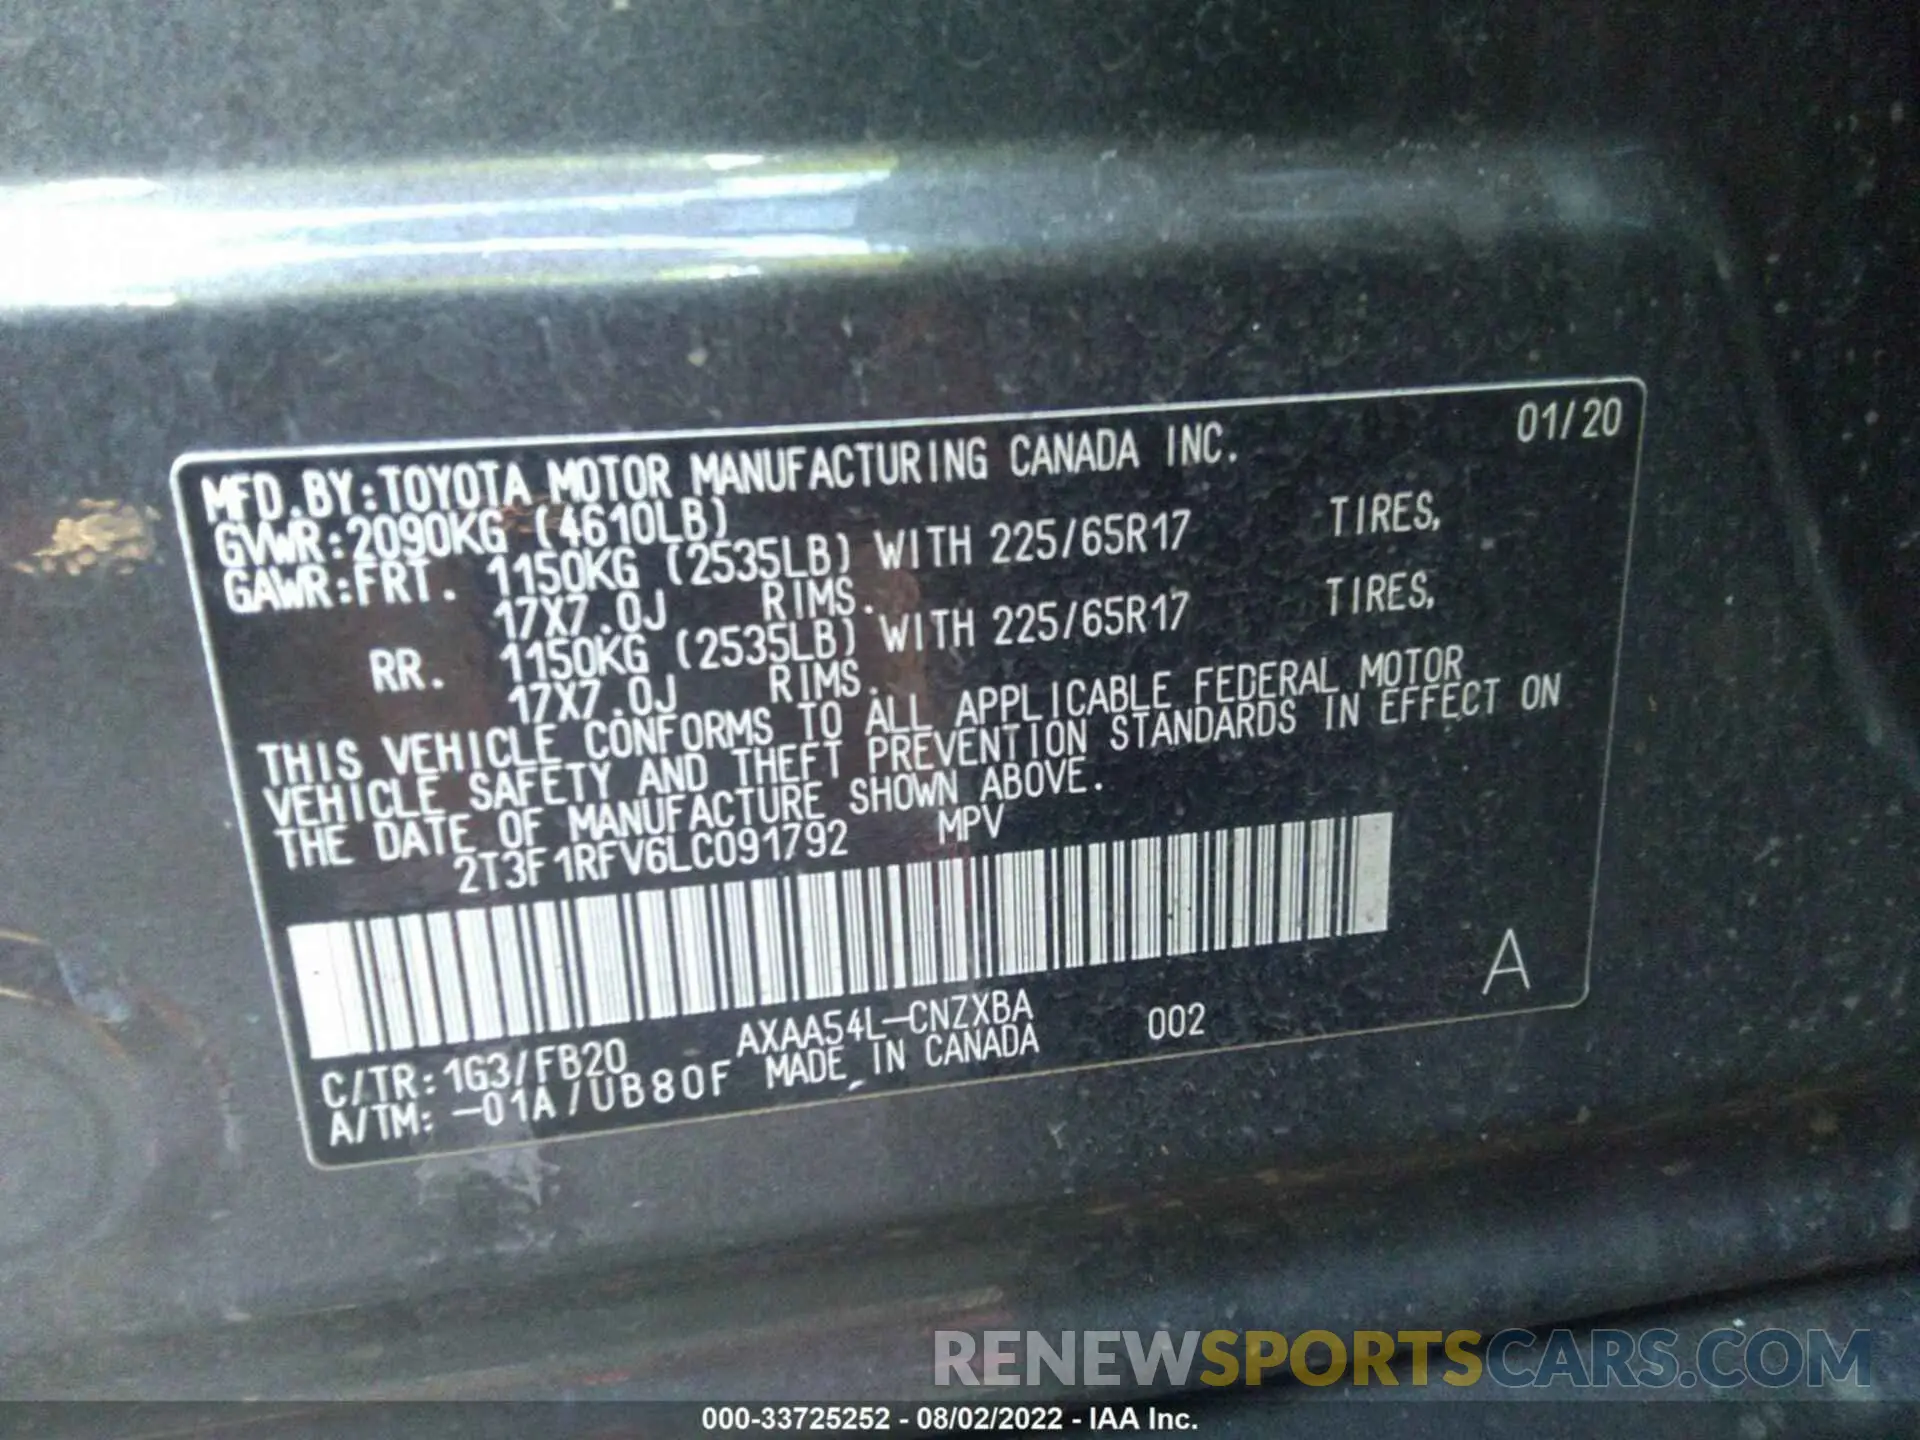 01/20
MFD.BY:TOYOTA MOTOR MANUFACTURING CANADA INC.
GVWR:2090KG (4610LB)
GAWR:FRT. 1150KG (2535LB) WITH 225/65R17 TIRES,
17X7.0J RIMS.
RR. 1150KG (2535LB) WITH 225/65R17 TIRES,
17X7.0J RIMS.
THIS VEHICLE CONFORMS TO ALL APPLICABLE FEDERAL MOTOR
VEHICLE SAFETY AND THEFT PREVENTION STANDARDS IN EFFECT ON
THE DATE OF MANUFACTURE SHOWN ABOVE.
2T3F1RFV6LC091792 MPV
A
AXAA54L-CNZXBA 002
C/TR:1G3/FB20 MADE IN CANADA
A/TM:-01A/UB80F
RENEWSPORTSCARS.COM
000-33725252 - 08/02/2022 - IAA Inc.